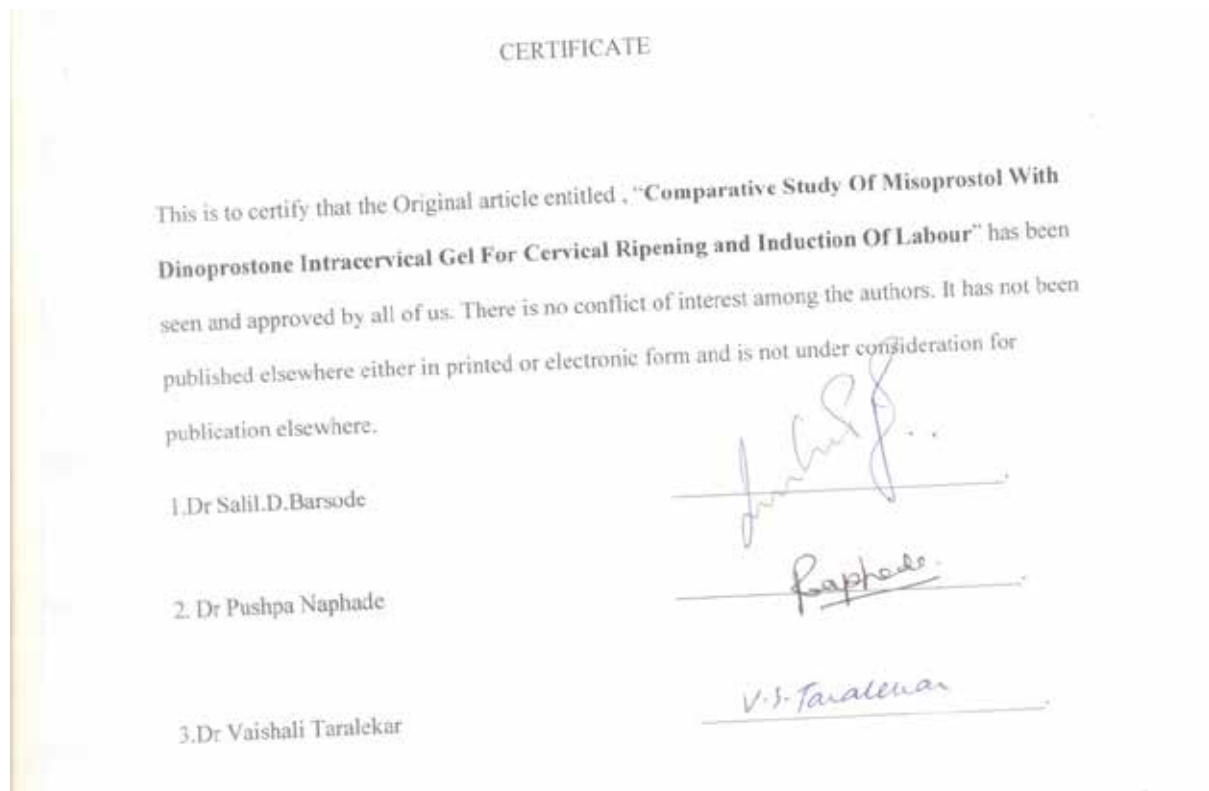 CERTIFICATE
This is to certify that the Original article entitled , “Comparative Study Of Misoprostol With
Dinoprostone Intracervical Gel For Cervical Ripening and Induction Of Labour” has been
seen and approved by all of us. There is no conflict of interest among the authors. It has not been
published elsewhere either in printed or electronic form and is not under consideration for
publication elsewhere.
1.Dr Salil.D.Barsode
2. Dr Pushpa Naphade
3.Dr Vaishali Taralekar
V.S. Taralekar